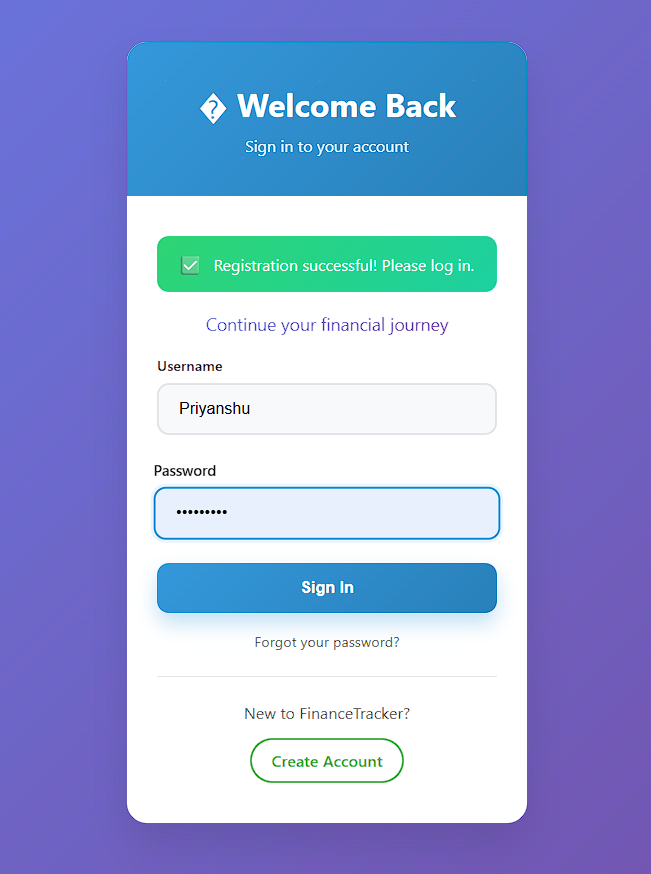 � Welcome Back
Sign in to your account
✅ Registration successful! Please log in.
Continue your financial journey
Username
Priyanshu
Password
•••••••••
Sign In
Forgot your password?
New to FinanceTracker?
Create Account